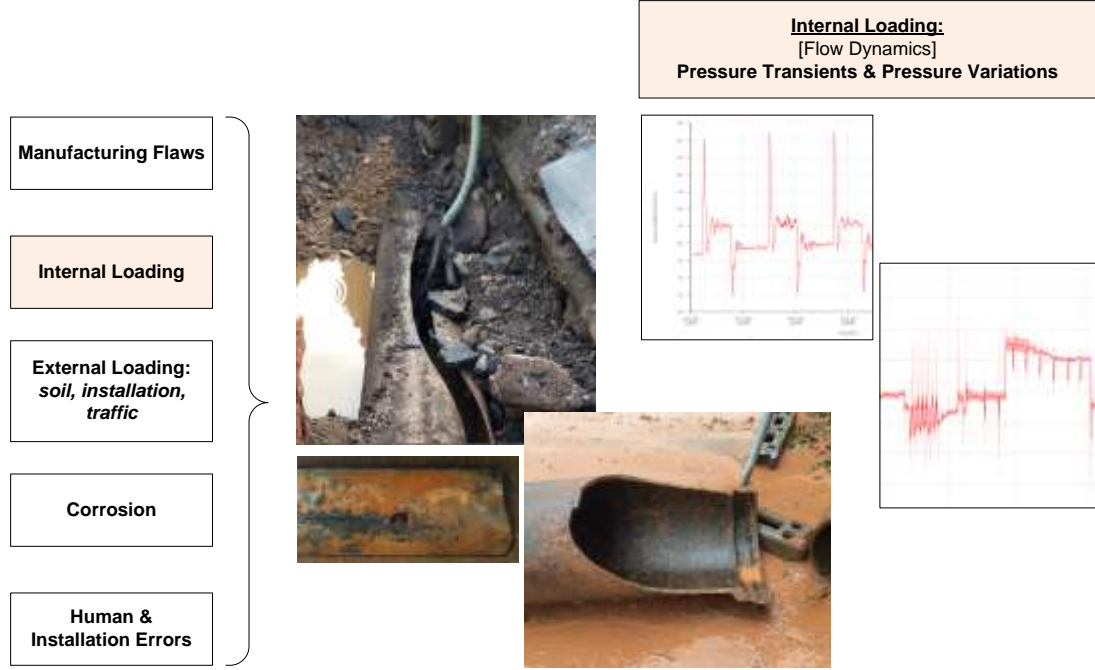 Internal Loading:
[Flow Dynamics]
Pressure Transients & Pressure Variations
Manufacturing Flaws
Internal Loading
External Loading:
soil, installation,
traffic
Corrosion
Human &
Installation Errors